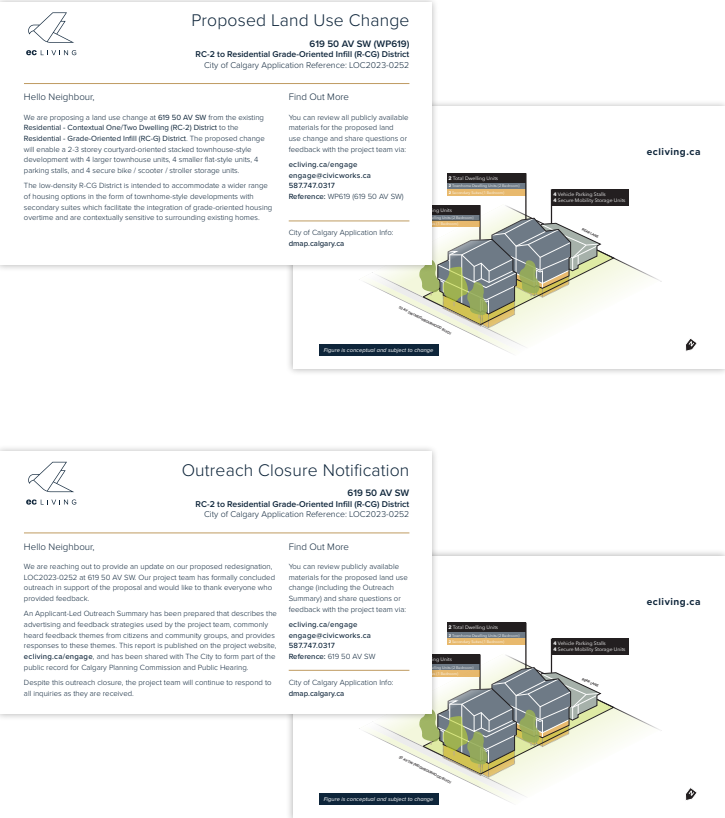 ec LIVING
Proposed Land Use Change
619 50 AV SW (WP619)
RC-2 to Residential Grade-Oriented Infill (R-CG) District
City of Calgary Application Reference: LOC2023-0252
Hello Neighbour,
We are proposing a land use change at 619 50 AV SW from the existing
Residential - Contextual One/Two Dwelling (RC-2) District to the
Residential - Grade-Oriented Infill (RC-G) District. The proposed change
will enable a 2-3 storey courtyard-oriented stacked townhouse-style
development with 4 larger townhouse units, 4 smaller flat-style units, 4
parking stalls, and 4 secure bike / scooter / stroller storage units.
The low-density R-CG District is intended to accommodate a wider range
of housing options in the form of townhome-style developments with
secondary suites which facilitate the integration of grade-oriented housing
overtime and are contextually sensitive to surrounding existing homes.
Find Out More
You can review all publicly available
materials for the proposed land
use change and share questions or
feedback with the project team via:
ecliving.ca/engage
engage@civicworks.ca
587.747.0317
Reference: WP619 (619 50 AV SW)
City of Calgary Application Info:
dmap.calgary.ca
ecliving.ca
2 Total Dwelling Units
4 Vehicle Parking Stalls
4 Secure Mobility Storage Units
ng Units
Figure is conceptual and subject to change
ec LIVING
Outreach Closure Notification
619 50 AV SW
RC-2 to Residential Grade-Oriented Infill (R-CG) District
City of Calgary Application Reference: LOC2023-0252
Hello Neighbour,
We are reaching out to provide an update on our proposed redesignation,
LOC2023-0252 at 619 50 AV SW. Our project team has formally concluded
outreach in support of the proposal and would like to thank everyone who
provided feedback.
An Applicant-Led Outreach Summary has been prepared that describes the
advertising and feedback strategies used by the project team, commonly
heard feedback themes from citizens and community groups, and provides
responses to these themes. This report is published on the project website,
ecliving.ca/engage, and has been shared with The City to form part of the
public record for Calgary Planning Commission and Public Hearing.
Despite this outreach closure, the project team will continue to respond to
all inquiries as they are received.
Find Out More
You can review publicly available
materials for the proposed land use
change (including the Outreach
Summary) and share questions or
feedback with the project team via:
ecliving.ca/engage
engage@civicworks.ca
587.747.0317
Reference: 619 50 AV SW
City of Calgary Application Info:
dmap.calgary.ca
ecliving.ca
2 Total Dwelling Units
4 Vehicle Parking Stalls
4 Secure Mobility Storage Units
ng Units
Figure is conceptual and subject to change